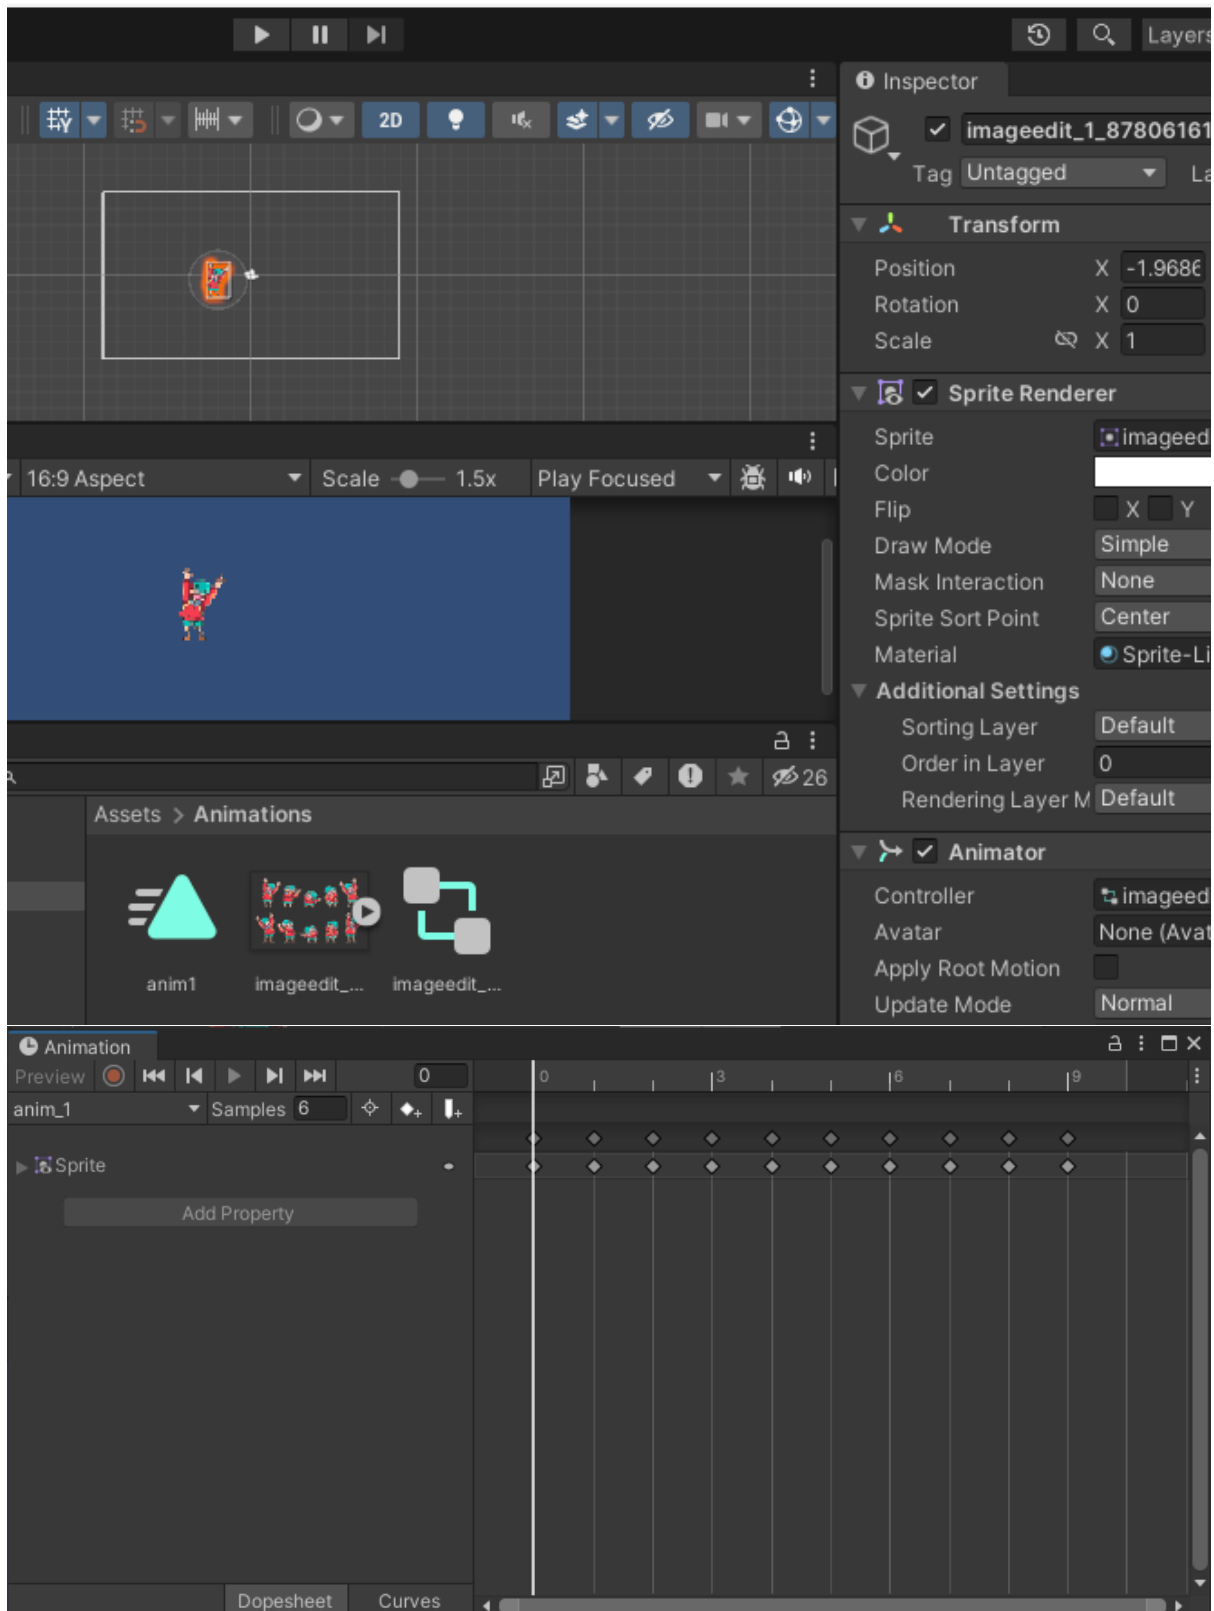 Layers
Inspector
2D
imageedit_1_87806161
Tag Untagged
Transform
Position X -1.9686
Rotation X 0
Scale X 1
Sprite Renderer
Sprite imageed
Color
Flip X Y
Draw Mode Simple
Mask Interaction None
Sprite Sort Point Center
Material Sprite-Li
Additional Settings
Sorting Layer Default
Order in Layer 0
Rendering Layer M Default
Animator
Controller imageed
Avatar None (Avat
Apply Root Motion
Update Mode Normal
16:9 Aspect Scale 1.5x Play Focused
26
Assets > Animations
anim1 imageedit_... imageedit_...
Animation
Preview 0 0 3 6 9
anim_1 Samples 6
Sprite
Add Property
Dopesheet Curves